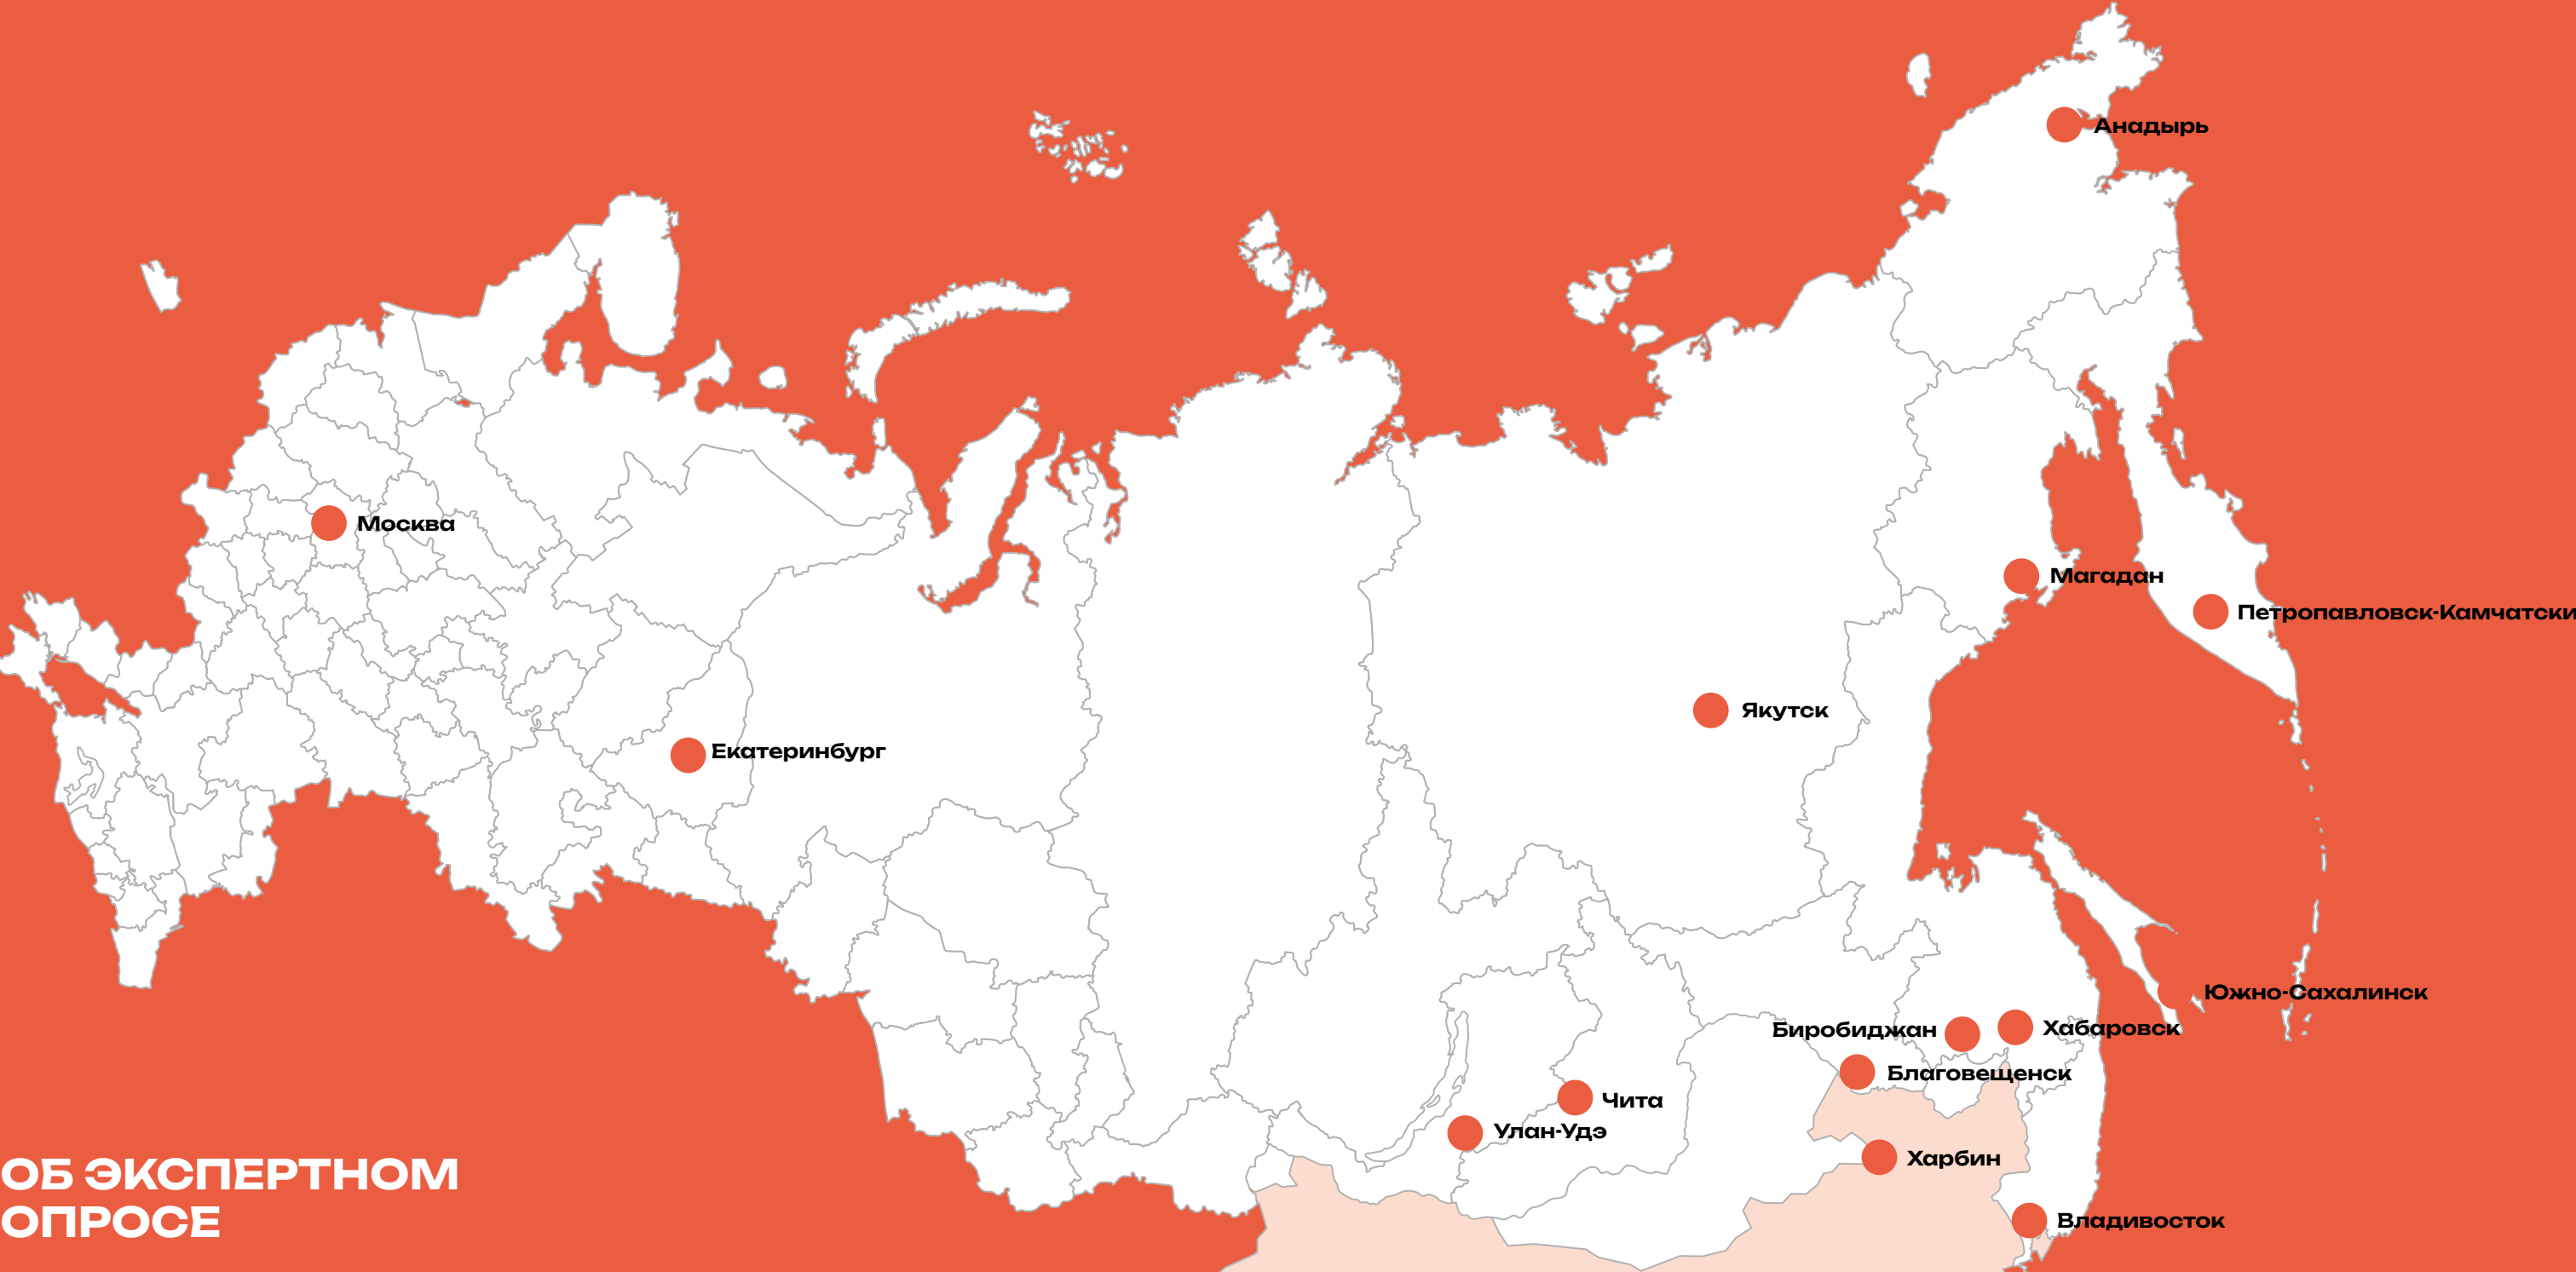 Анадырь
Москва
Магадан
Петропавловск-Камчатски
Якутск
Екатеринбург
Южно-Сахалинск
Биробиджан
Хабаровск
Благовещенск
Чита
Улан-Удэ
Харбин
Владивосток
ОБ ЭКСПЕРТНОМ
ОПРОСЕ